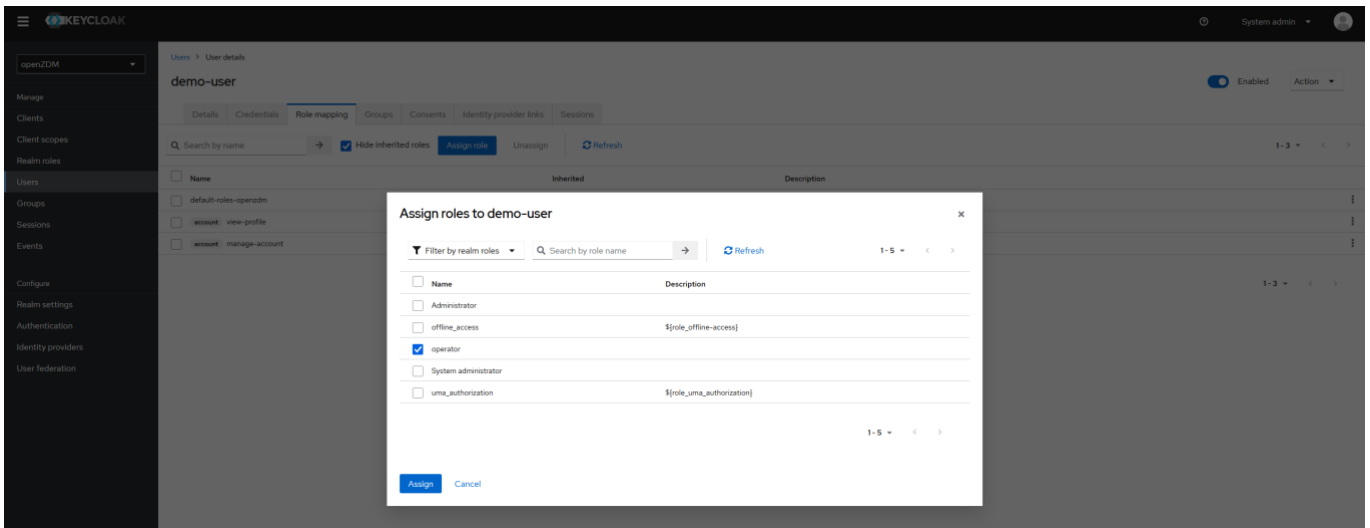 KEYCLOAK
System admin
openZDM
Manage
Clients
Client scopes
Realm roles
Users
Groups
Sessions
Events
Configure
Realm settings
Authentication
Identity providers
User federation
Users > User details
demo-user
Enabled
Action
Details Credentials Role mapping Groups Consents Identity provider links Sessions
Search by name Hide inherited roles Assign role Unassign Refresh 1-3
Name Inherited Description
default-roles-openzdm
account view-profile
account manage-account
1-3
Assign roles to demo-user
Filter by realm roles Search by role name Refresh 1-5
Name Description
Administrator
offline_access ${role_offline-access}
operator
System administrator
uma_authorization ${role_uma_authorization}
1-5
Assign Cancel